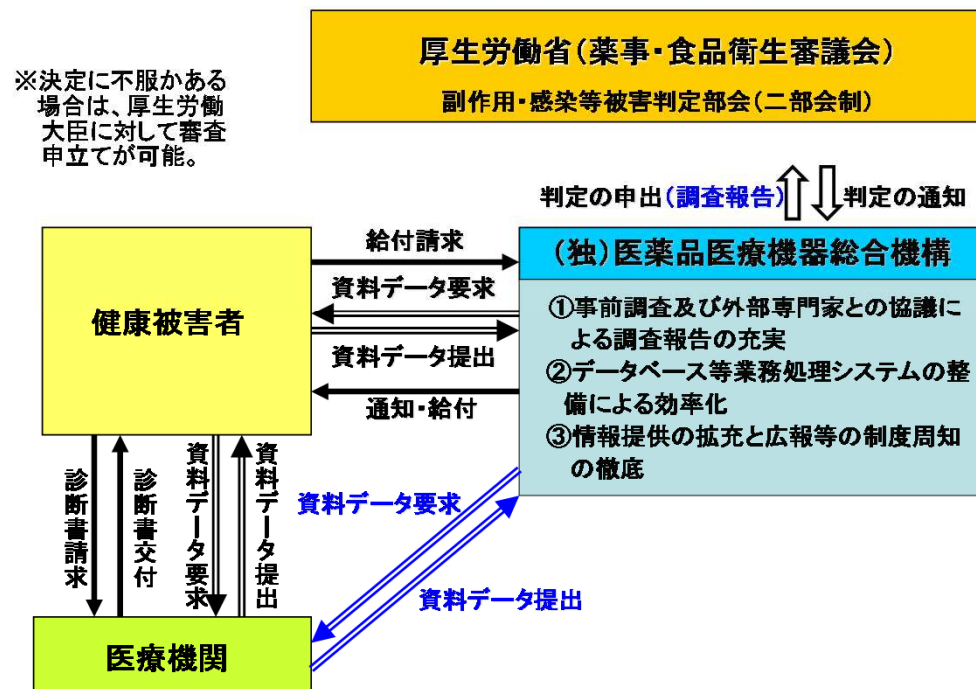 厚生労働省(薬事・食品衛生審議会)
副作用・感染等被害判定部会(二部会制)
※決定に不服かある
場合は、厚生労働
大臣に対して審査
申立てが可能。
判定の申出(調査報告)
判定の通知
給付請求
資料データ要求
資料データ提出
通知・給付
健康被害者
(独)医薬品医療機器総合機構
①事前調査及び外部専門家との協議に
よる調査報告の充実
②データベース等業務処理システムの整
備による効率化
③情報提供の拡充と広報等の制度周知
の徹底
診断書請求
診断書交付
資料データ要求
資料データ提出
資料データ要求
資料データ提出
医療機関